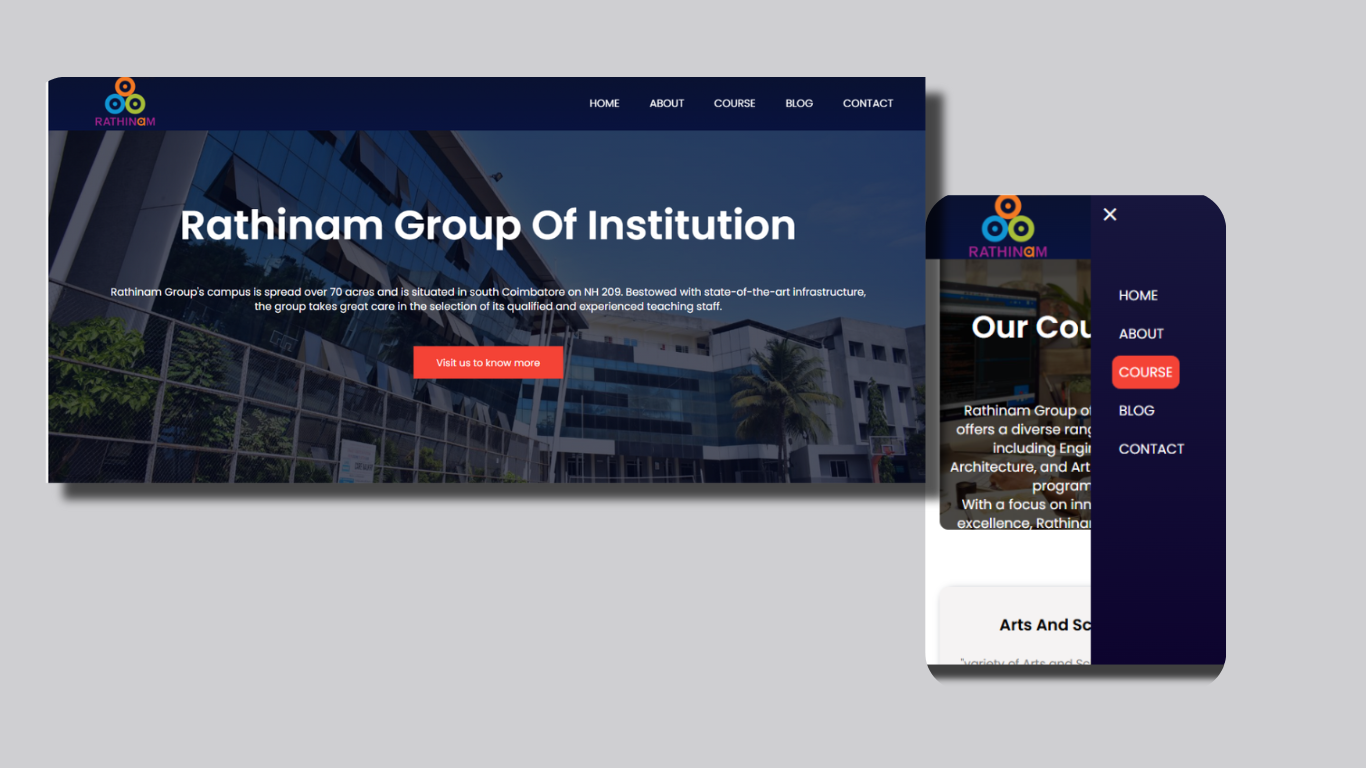 RATHINaM
HOME
ABOUT
COURSE
BLOG
CONTACT
Rathinam Group Of Institution
Rathinam Group's campus is spread over 70 acres and is situated in south Coimbatore on NH 209. Bestowed with state-of-the-art infrastructure,
the group takes great care in the selection of its qualified and experienced teaching staff.
Visit us to know more
RATHINaM
Our Cou
Rathinam Group of
offers a diverse rang
including Engi
Architecture, and Art
program
With a focus on inn
excellence, Rathinar
Arts And Sc
"variety of Arts and Sc
×
HOME
ABOUT
COURSE
BLOG
CONTACT